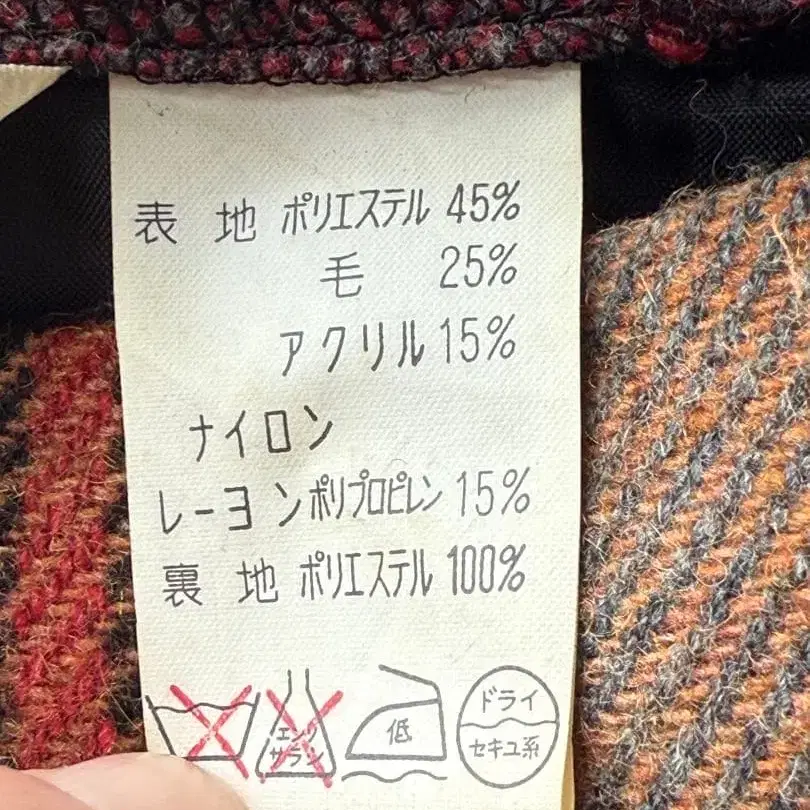 表 地 ポリエステル 45%
毛 25%
アクリル 15%
ナイロン
レーヨン ポリプロピレン 15%
裏 地 ポリエステル 100%
エンソ
サラシ
低
ドライ
セキユ系